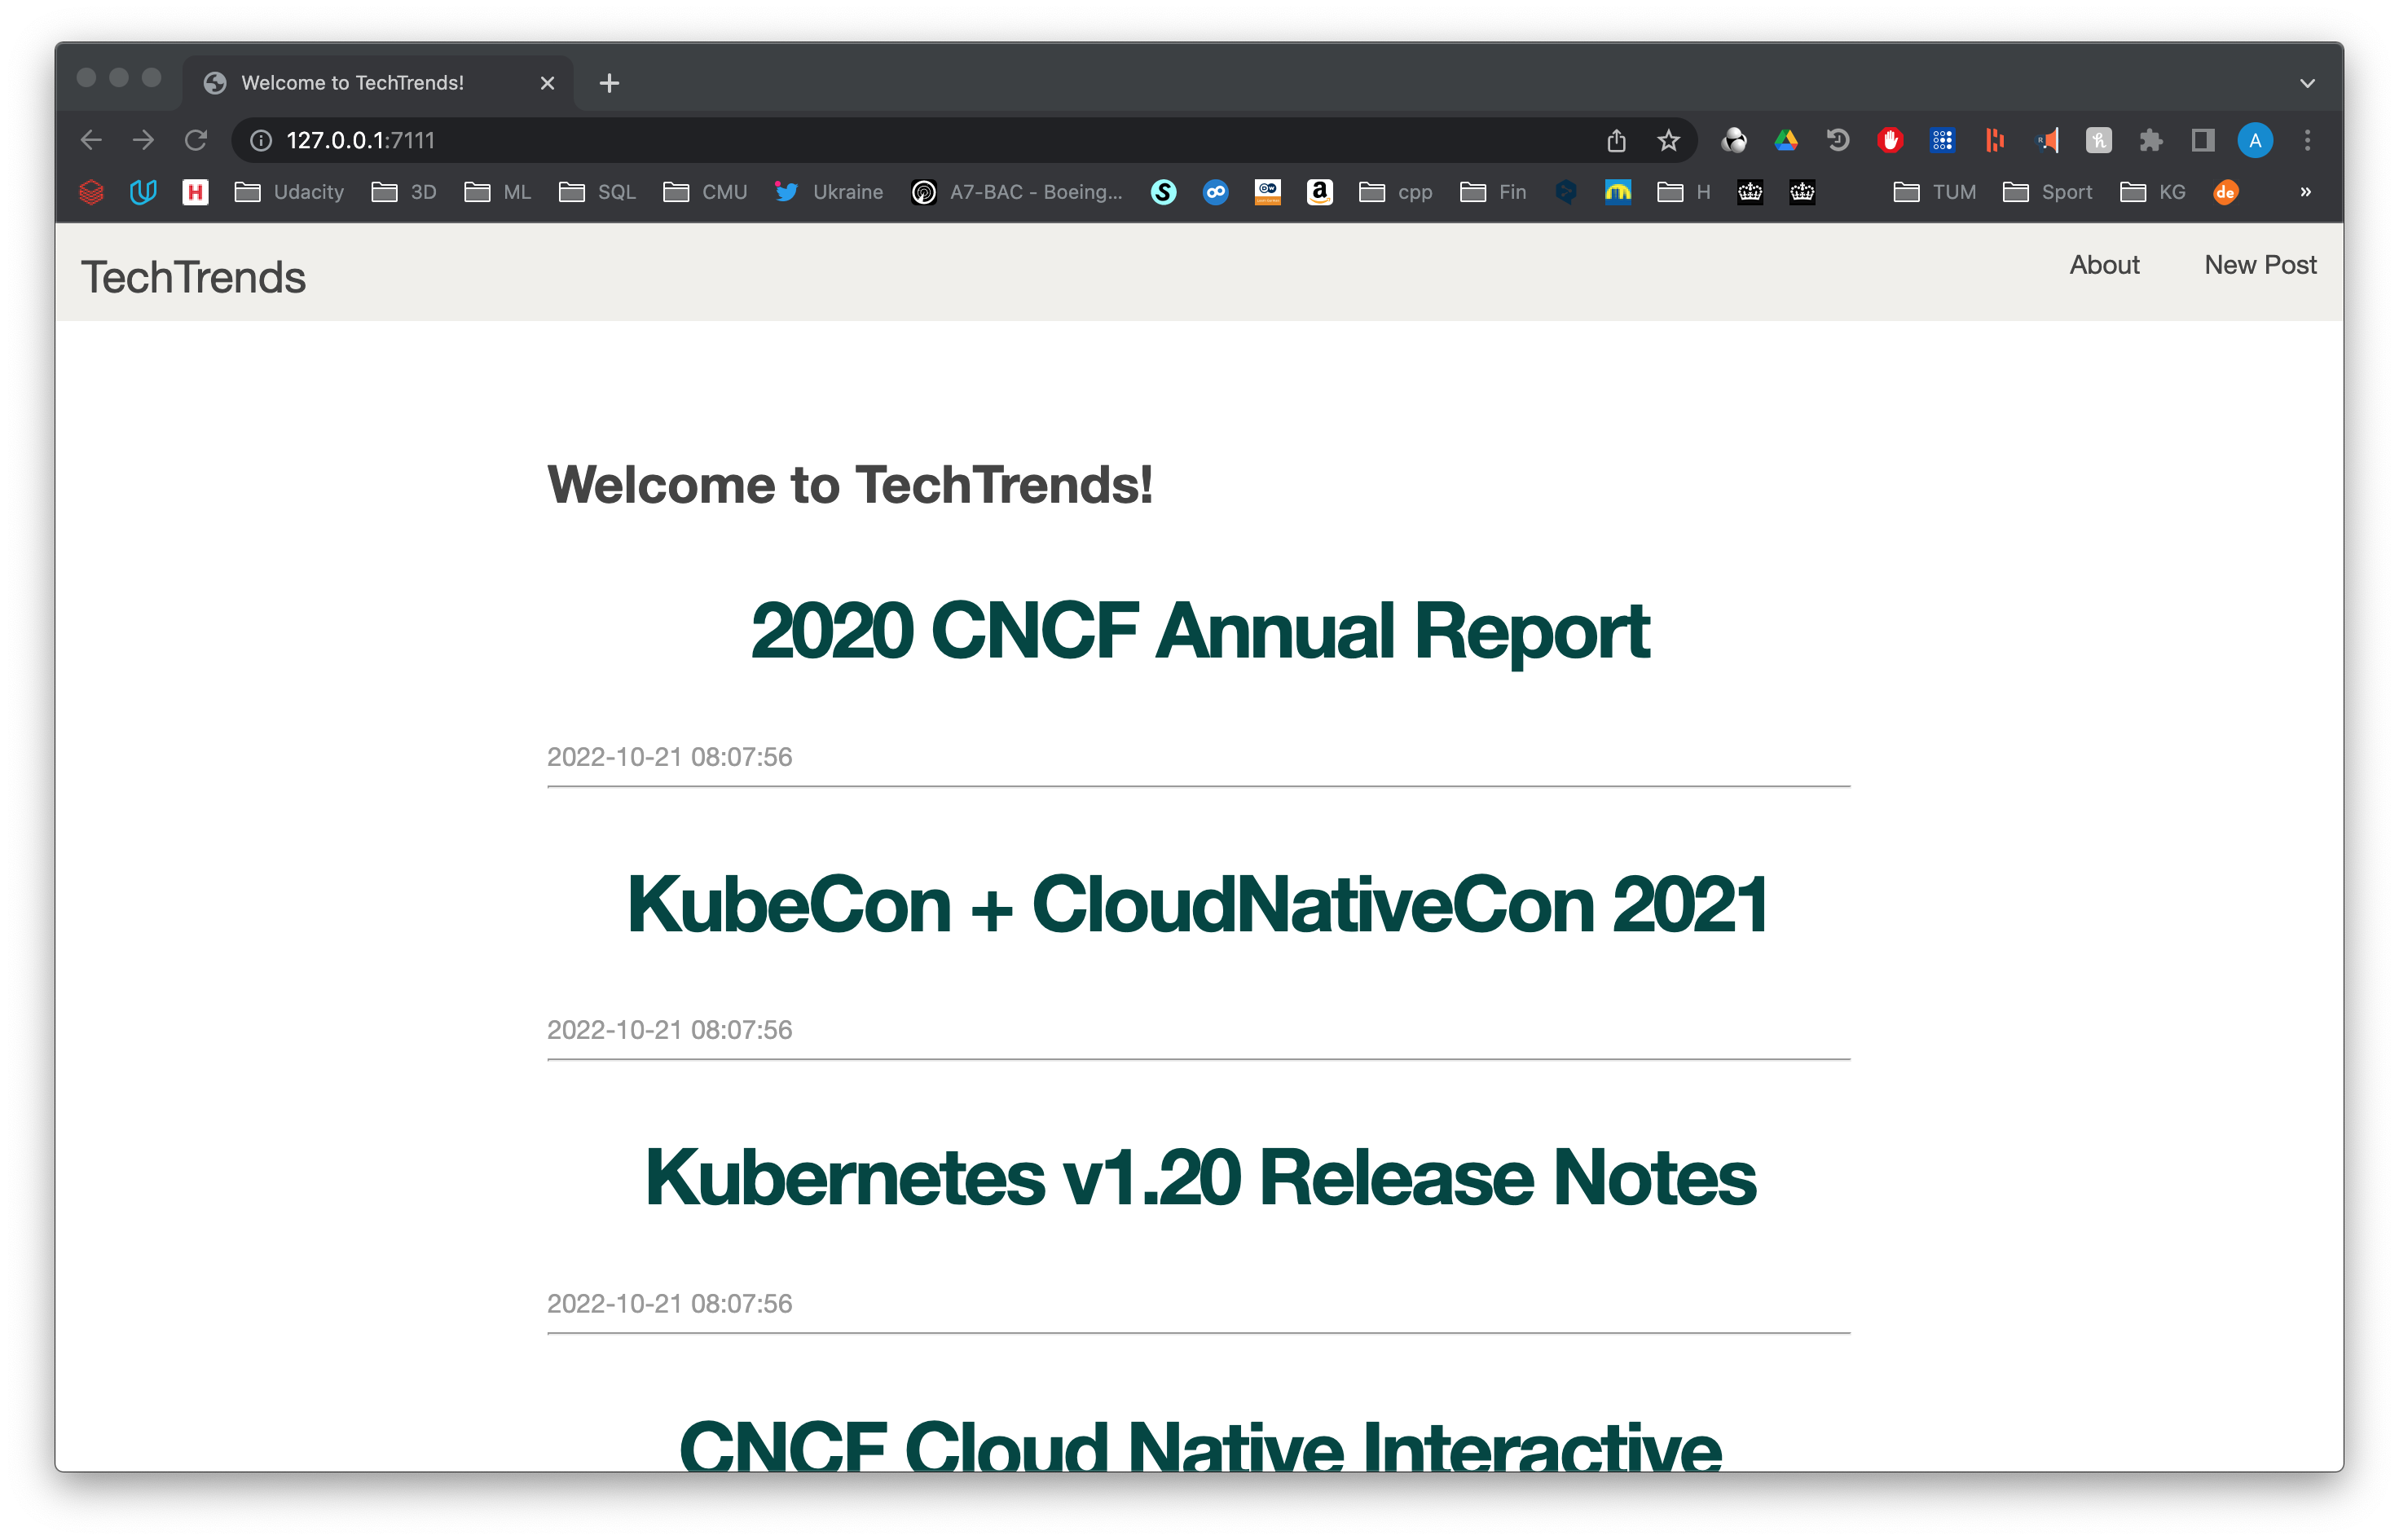 Welcome to TechTrends!
127.0.0.1:7111
A
H Udacity 3D ML SQL CMU Ukraine A7-BAC - Boeing... S DW a cpp Fin H TUM Sport KG de »
TechTrends About New Post
Welcome to TechTrends!
2020 CNCF Annual Report
2022-10-21 08:07:56
KubeCon + CloudNativeCon 2021
2022-10-21 08:07:56
Kubernetes v1.20 Release Notes
2022-10-21 08:07:56
CNCF Cloud Native Interactive